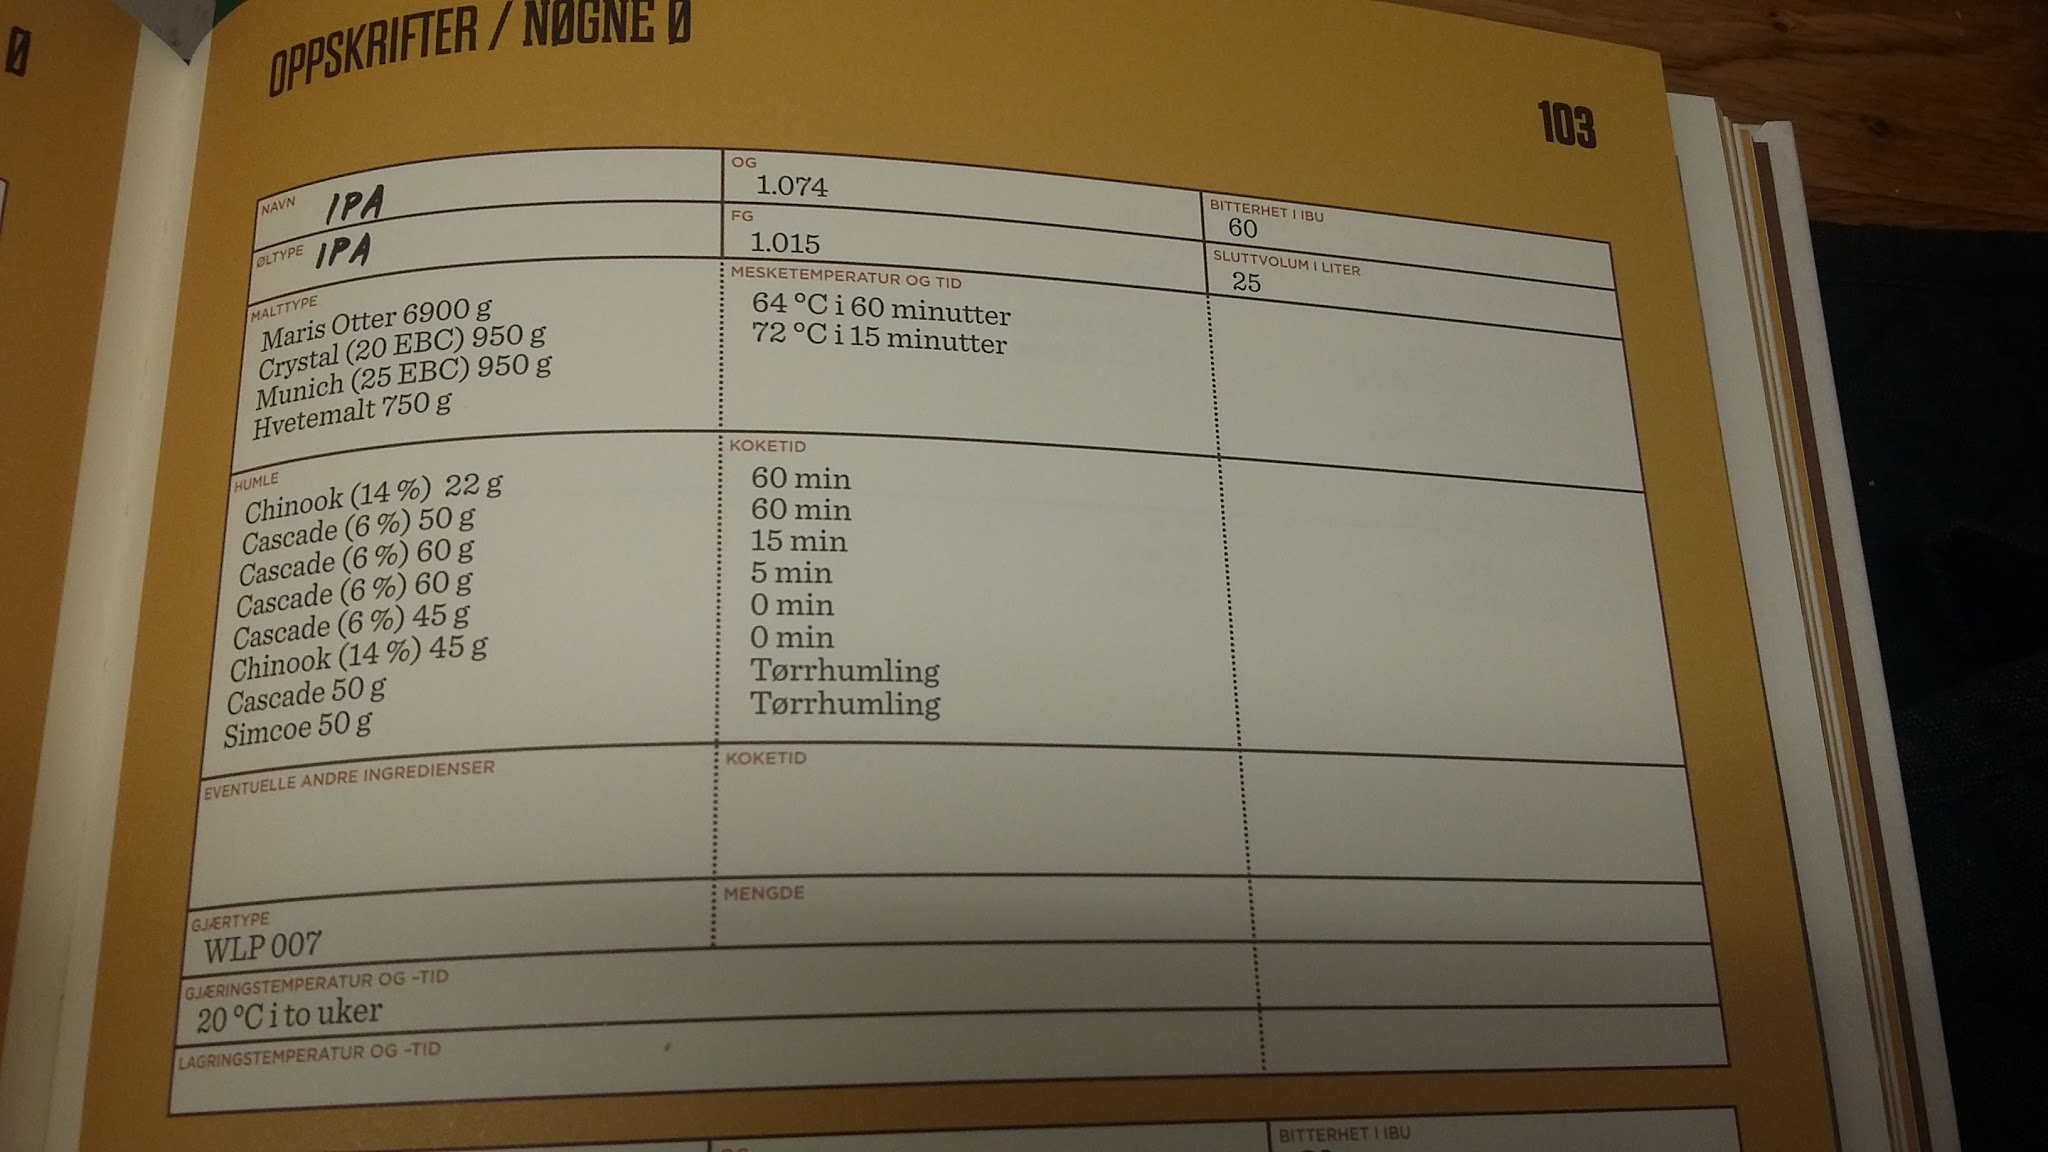 Ø
OPPSKRIFTER / NØGNE Ø
103
NAVN IPA
OG
1.074
BITTERHET I IBU
60
ØLTYPE IPA
FG
1.015
SLUTTVOLUM I LITER
25
MALTTYPE
Maris Otter 6900 g
Crystal (20 EBC) 950 g
Munich (25 EBC) 950 g
Hvetemalt 750 g
MESKETEMPERATUR OG TID
64 °C i 60 minutter
72 °C i 15 minutter
HUMLE
Chinook (14 %) 22 g
Cascade (6 %) 50 g
Cascade (6 %) 60 g
Cascade (6 %) 60 g
Cascade (6 %) 45 g
Chinook (14 %) 45 g
Cascade 50 g
Simcoe 50 g
KOKETID
60 min
60 min
15 min
5 min
0 min
0 min
Tørrhumling
Tørrhumling
EVENTUELLE ANDRE INGREDIENSER
KOKETID
GJÆRTYPE
WLP 007
MENGDE
GJÆRINGSTEMPERATUR OG –TID
20 °C i to uker
LAGRINGSTEMPERATUR OG –TID
BITTERHET I IBU